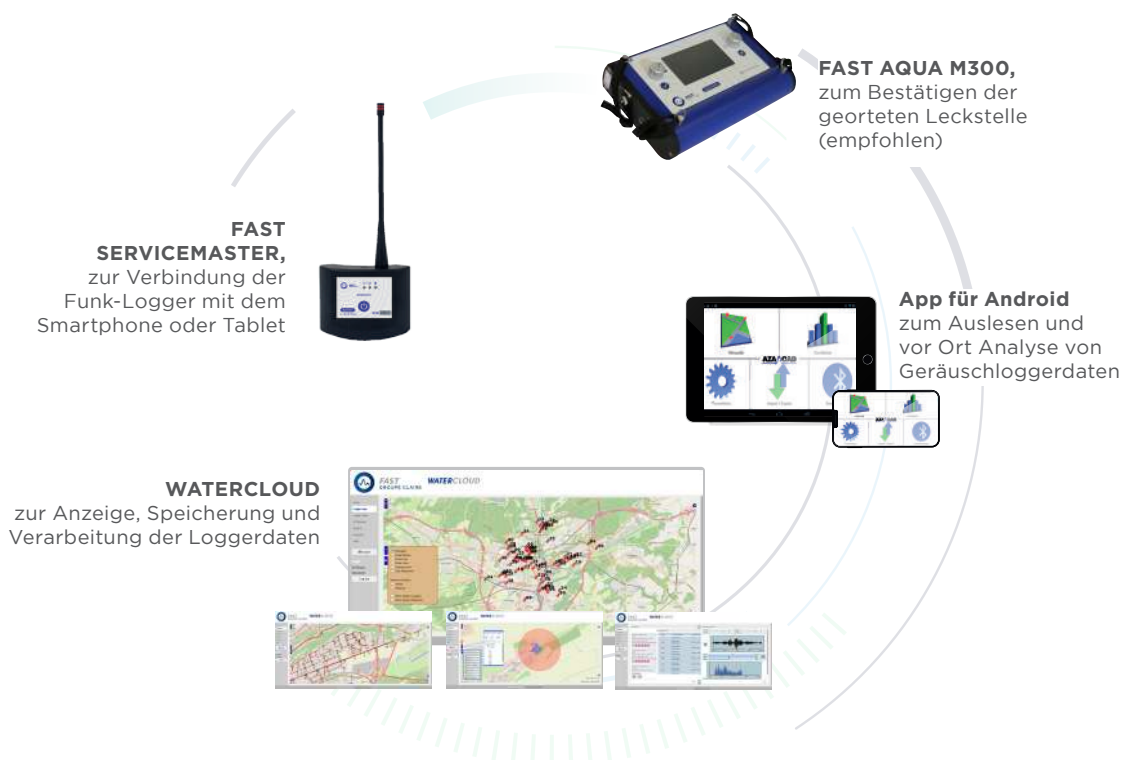 FAST AQUA M300,
zum Bestätigen der
georteten Leckstelle
(empfohlen)
FAST
SERVICEMASTER,
zur Verbindung der
Funk-Logger mit dem
Smartphone oder Tablet
App für Android
zum Auslesen und
vor Ort Analyse von
Geräuschloggerdaten
WATERCLOUD
zur Anzeige, Speicherung und
Verarbeitung der Loggerdaten
FAST
GROUPE CLAIRE
WATERCLOUD